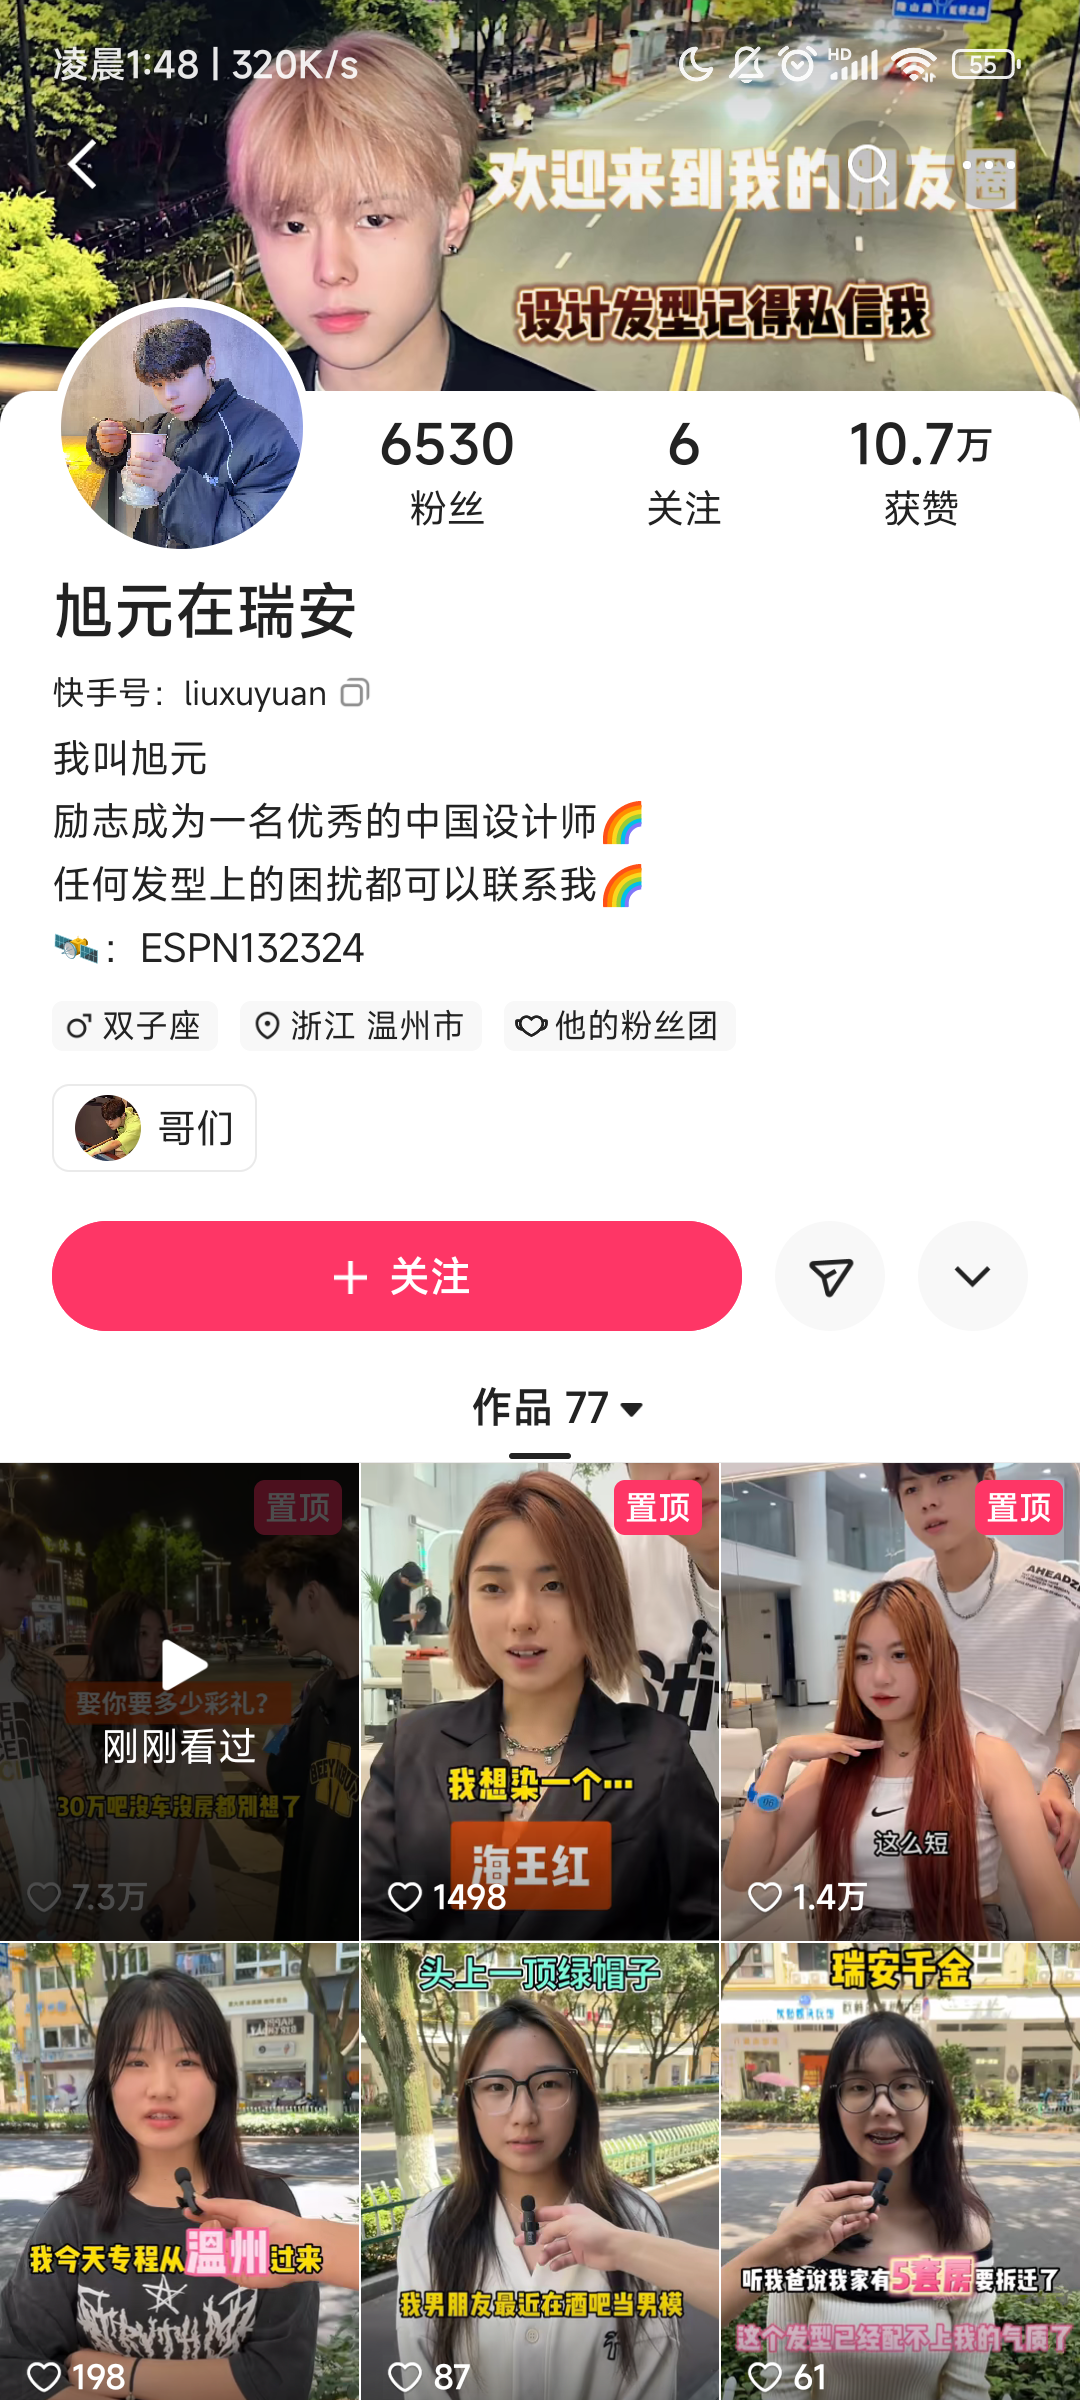 凌晨1:48 | 320K/s
HD
55
欢迎来到我的朋友圈
设计发型记得私信我
6530
粉丝
6
关注
10.7万
获赞
旭元在瑞安
快手号：liuxuyuan
我叫旭元
励志成为一名优秀的中国设计师🌈
任何发型上的困扰都可以联系我🌈
🛰️：ESPN132324
双子座
浙江 温州市
他的粉丝团
哥们
关注
作品 77
置顶
娶你要多少彩礼?
刚刚看过
30万吧没车没房都别想了
7.3万
置顶
我想染一个…
海王红
1498
置顶
这么短
1.4万
我今天专程从温州过来
198
头上一顶绿帽子
我男朋友最近在酒吧当男模
87
瑞安千金
听我爸说我家有5套房要拆迁了
这个发型已经配不上我的气质了
61